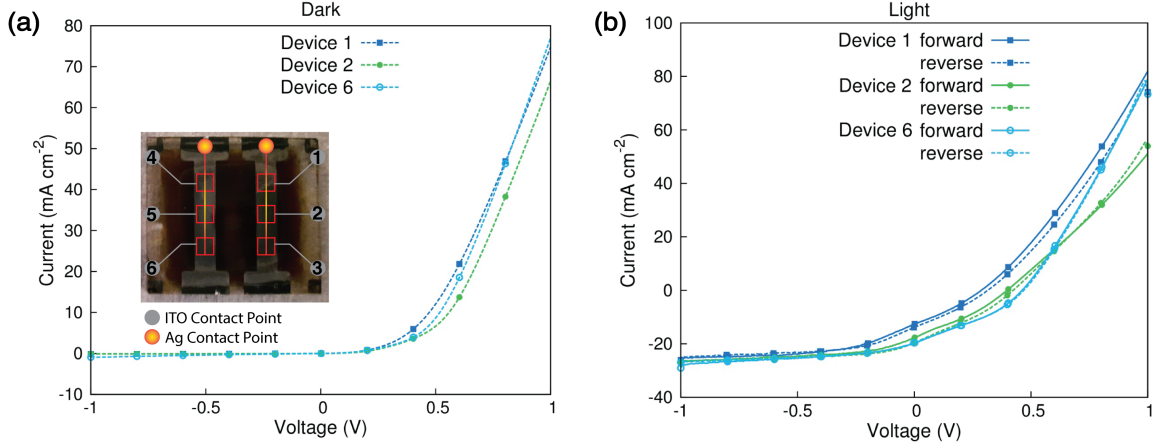 (a)
Dark
80
70
60
50
40
30
20
10
0
-10
Current (mA cm-2)
-1
-0.5
0
0.5
1
Voltage (V)
Device 1
Device 2
Device 6
4
1
5
2
6
3
ITO Contact Point
Ag Contact Point
(b)
Light
100
80
60
40
20
0
-20
-40
Current (mA cm-2)
-1
-0.5
0
0.5
1
Voltage (V)
Device 1 forward
reverse
Device 2 forward
reverse
Device 6 forward
reverse